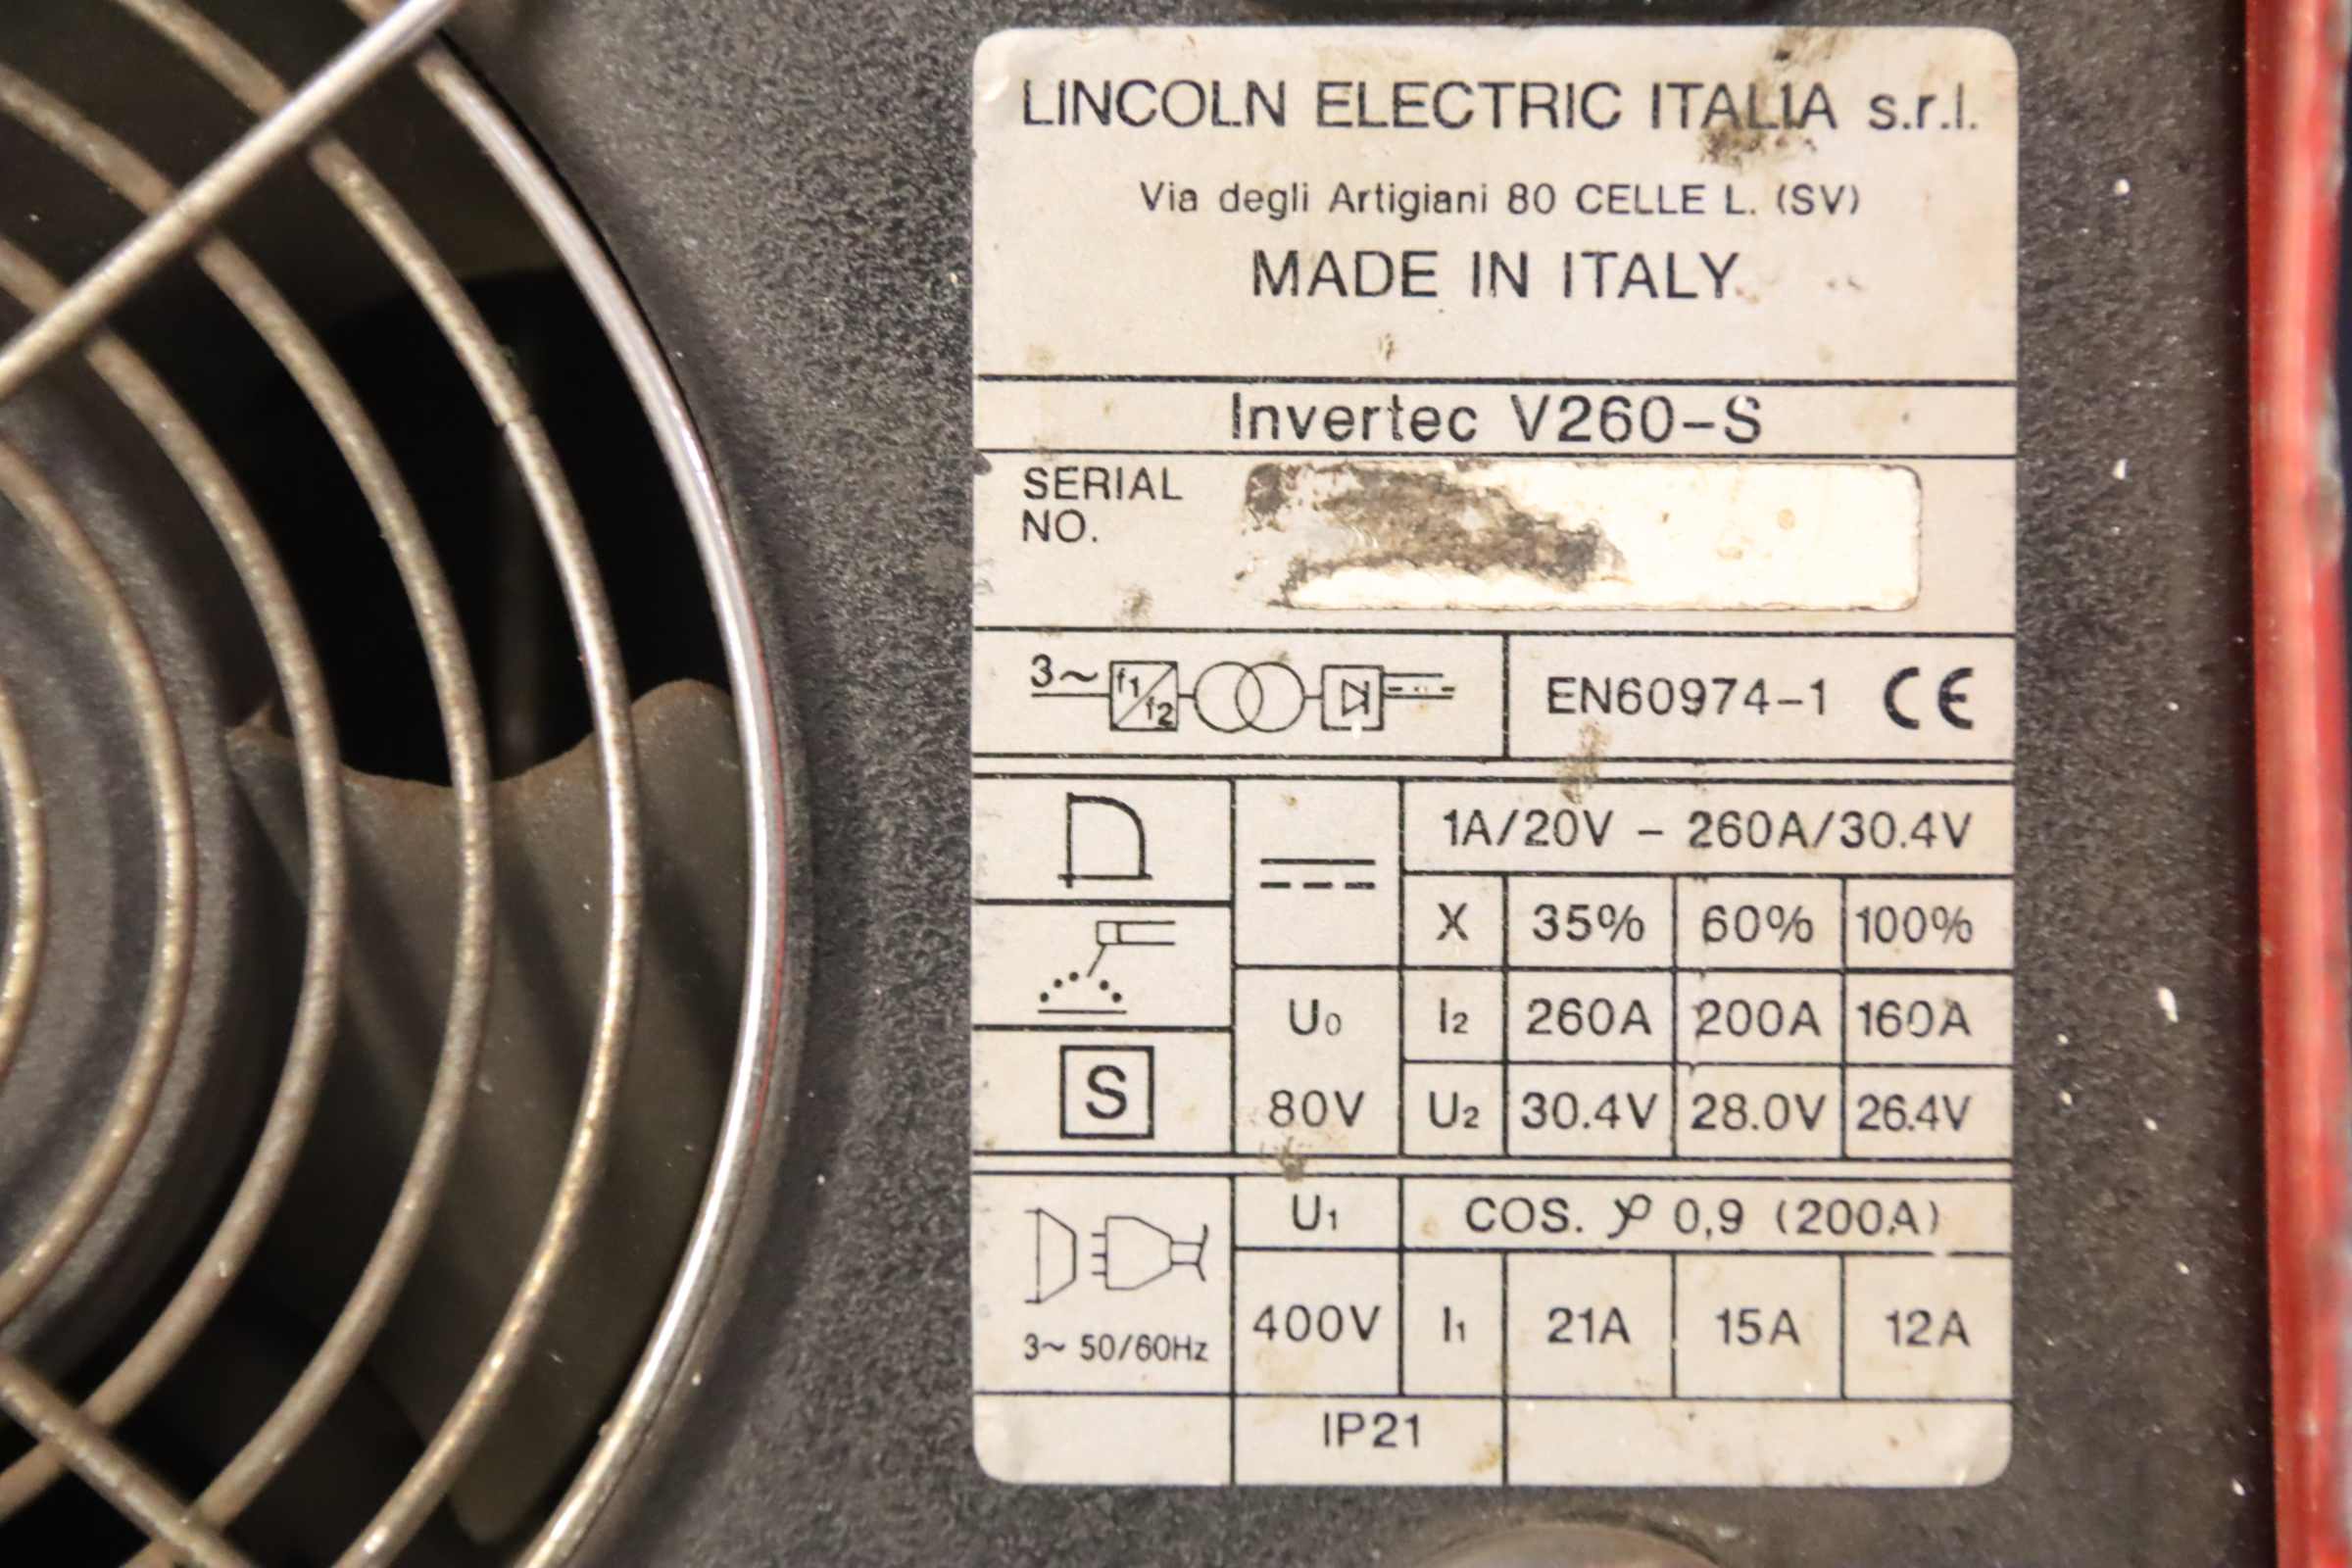 LINCOLN ELECTRIC ITALIA s.r.l.
Via degli Artigiani 80 CELLE L. (SV)
MADE IN ITALY
Invertec V260-S
SERIAL
NO.
3~ f1/f2 EN60974-1 CE
1A/20V - 260A/30.4V
X 35% 60% 100%
U0 I2 260A 200A 160A
S 80V U2 30.4V 28.0V 26.4V
U1 COS. φ 0,9 (200A)
400V I1 21A 15A 12A
3~ 50/60Hz
IP21